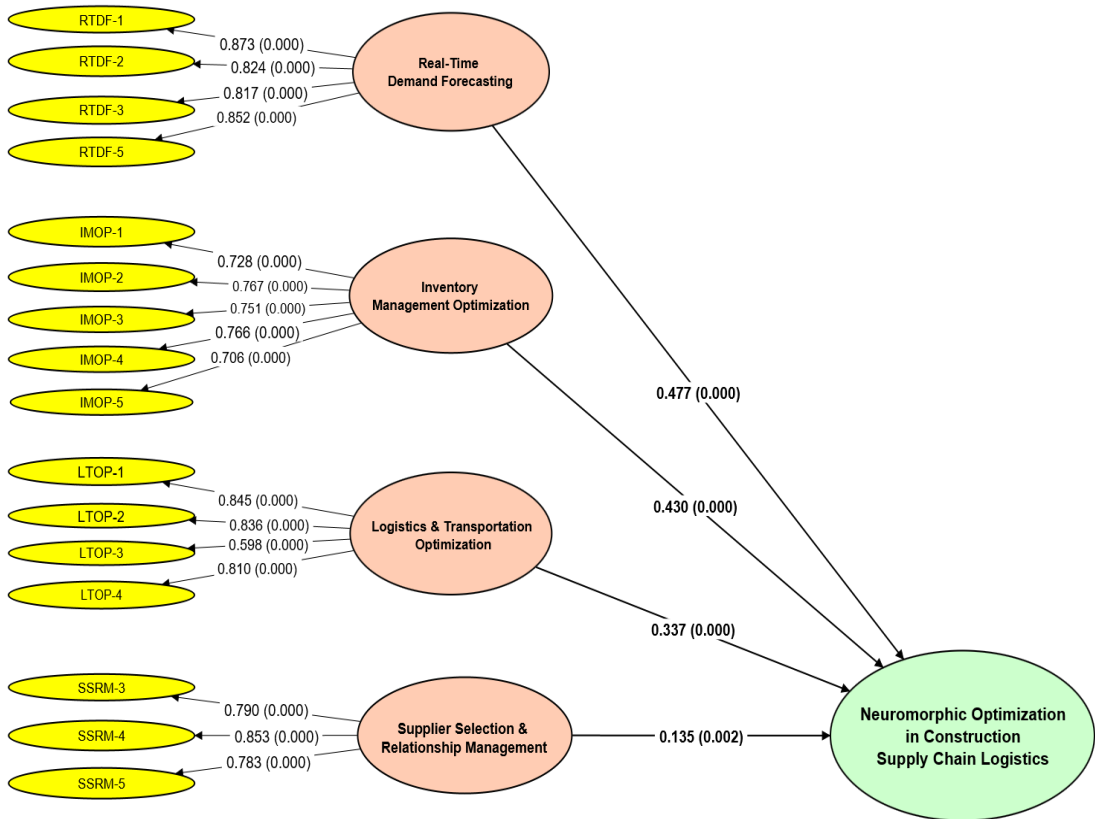 RTDF-1
RTDF-2
RTDF-3
RTDF-5
0.873 (0.000)
0.824 (0.000)
0.817 (0.000)
0.852 (0.000)
Real-Time
Demand Forecasting
IMOP-1
IMOP-2
IMOP-3
IMOP-4
IMOP-5
0.728 (0.000)
0.767 (0.000)
0.751 (0.000)
0.766 (0.000)
0.706 (0.000)
Inventory
Management Optimization
LTOP-1
LTOP-2
LTOP-3
LTOP-4
0.845 (0.000)
0.836 (0.000)
0.598 (0.000)
0.810 (0.000)
Logistics & Transportation
Optimization
SSRM-3
SSRM-4
SSRM-5
0.790 (0.000)
0.853 (0.000)
0.783 (0.000)
Supplier Selection &
Relationship Management
0.477 (0.000)
0.430 (0.000)
0.337 (0.000)
0.135 (0.002)
Neuromorphic Optimization
in Construction
Supply Chain Logistics